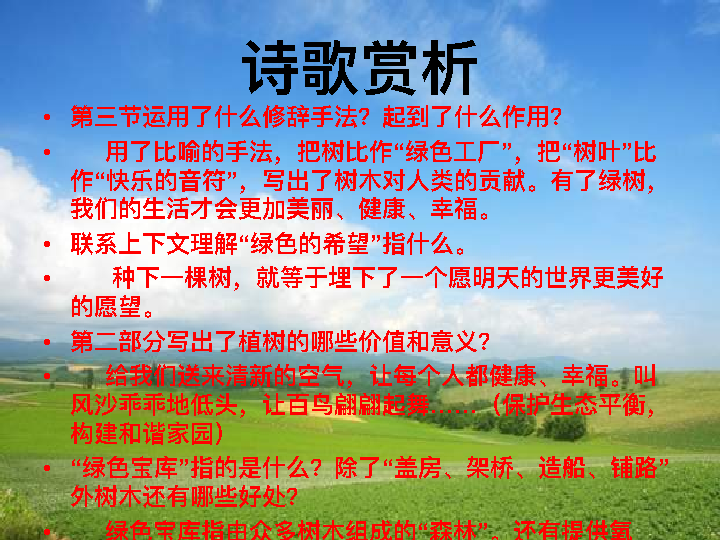 诗歌赏析
• 第三节运用了什么修辞手法？起到了什么作用？
• 用了比喻的手法，把树比作“绿色工厂”，把“树叶”比
作“快乐的音符”，写出了树木对人类的贡献。有了绿树，
我们的生活才会更加美丽、健康、幸福。
• 联系上下文理解“绿色的希望”指什么。
• 种下一棵树，就等于埋下了一个愿明天的世界更美好
的愿望。
• 第二部分写出了植树的哪些价值和意义？
• 给我们送来清新的空气，让每个人都健康、幸福。叫
风沙乖乖地低头，让百鸟翩翩起舞……（保护生态平衡，
构建和谐家园）
• “绿色宝库”指的是什么？除了“盖房、架桥、造船、铺路”
外树木还有哪些好处？
• 绿色宝库指由众多树木组成的“森林”。还有提供氧